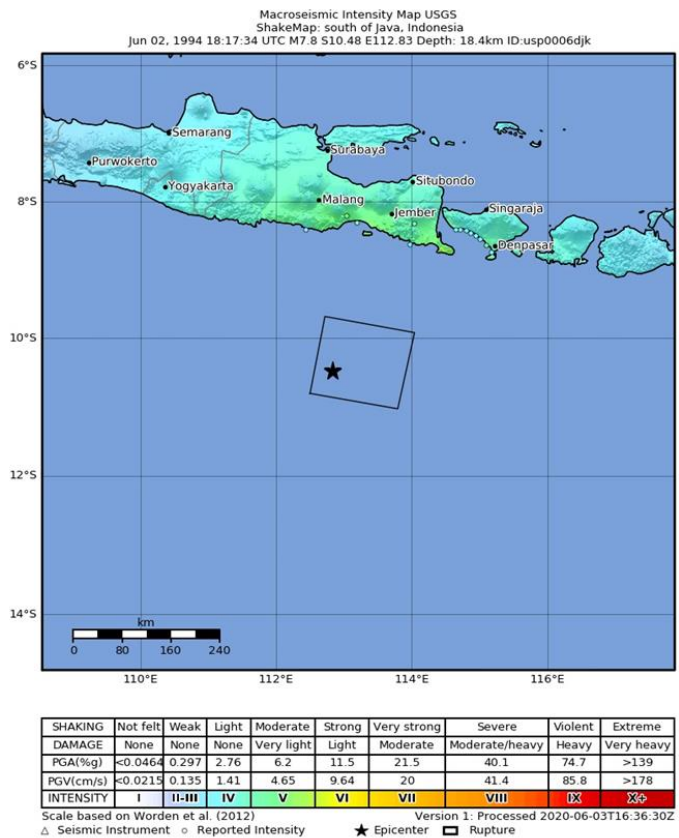 Macroseismic Intensity Map USGS
ShakeMap: south of Java, Indonesia
Jun 02, 1994 18:17:34 UTC M7.8 S10.48 E112.83 Depth: 18.4km ID:usp0006djk
6°S
Semarang
Surabaya
Purwokerto
Situbondo
Yogyakarta
8°S
Malang
Singaraja
Jember
Denpasar
10°S
12°S
14°S
km
0 80 160 240
110°E 112°E 114°E 116°E
SHAKING Not felt Weak Light Moderate Strong Very strong Severe Violent Extreme
DAMAGE None None None Very light Light Moderate Moderate/heavy Heavy Very heavy
PGA(%g) <0.0464 0.297 2.76 6.2 11.5 21.5 40.1 74.7 >139
PGV(cm/s) <0.0215 0.135 1.41 4.65 9.64 20 41.4 85.8 >178
INTENSITY I II-III IV V VI VII VIII IX X+
Scale based on Worden et al. (2012) Version 1: Processed 2020-06-03T16:36:30Z
△ Seismic Instrument ○ Reported Intensity ★ Epicenter Rupture